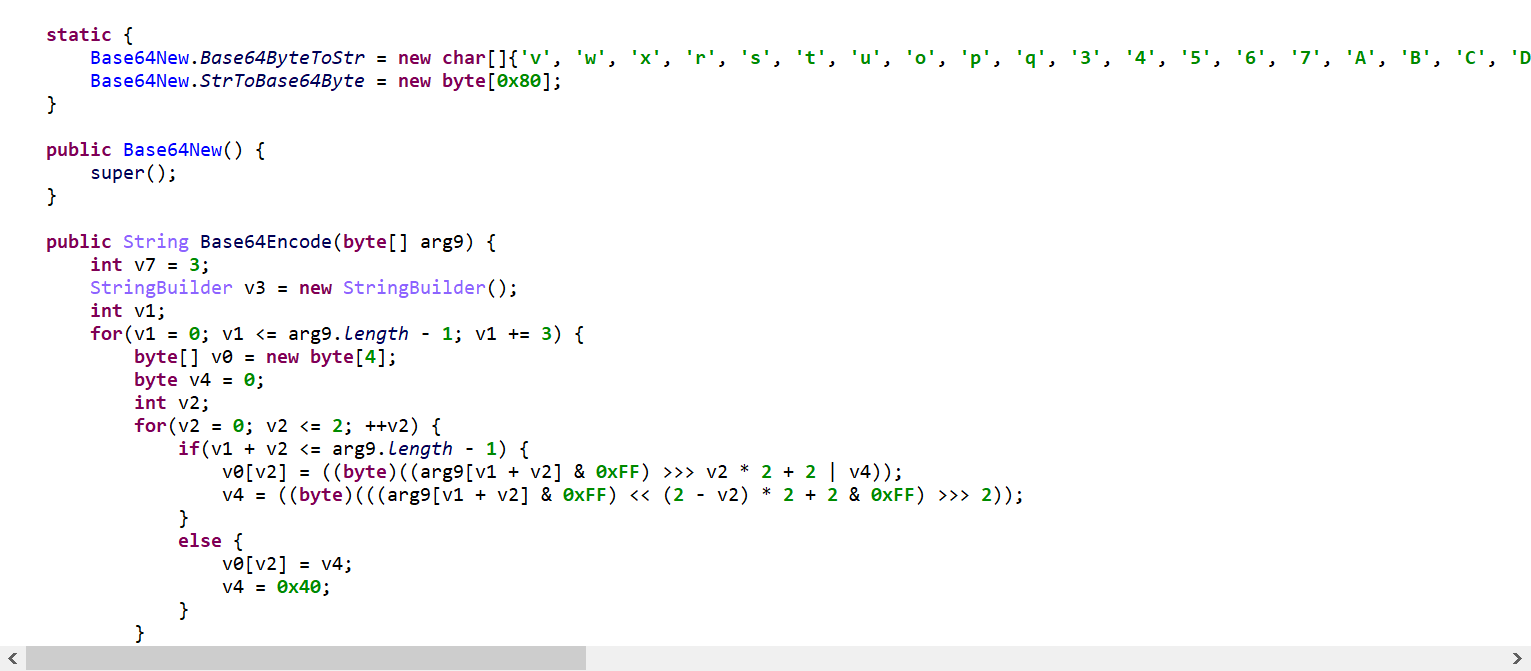 static {
    Base64New.Base64ByteToStr = new char[]{'v', 'w', 'x', 'r', 's', 't', 'u', 'o', 'p', 'q', '3', '4', '5', '6', '7', 'A', 'B', 'C', 'D
    Base64New.StrToBase64Byte = new byte[0x80];
}
public Base64New() {
    super();
}
public String Base64Encode(byte[] arg9) {
    int v7 = 3;
    StringBuilder v3 = new StringBuilder();
    int v1;
    for(v1 = 0; v1 <= arg9.length - 1; v1 += 3) {
        byte[] v0 = new byte[4];
        byte v4 = 0;
        int v2;
        for(v2 = 0; v2 <= 2; ++v2) {
            if(v1 + v2 <= arg9.length - 1) {
                v0[v2] = ((byte)((arg9[v1 + v2] & 0xFF) >>> v2 * 2 + 2 | v4));
                v4 = ((byte)(((arg9[v1 + v2] & 0xFF) << (2 - v2) * 2 + 2 & 0xFF) >>> 2));
            }
            else {
                v0[v2] = v4;
                v4 = 0x40;
            }
        }